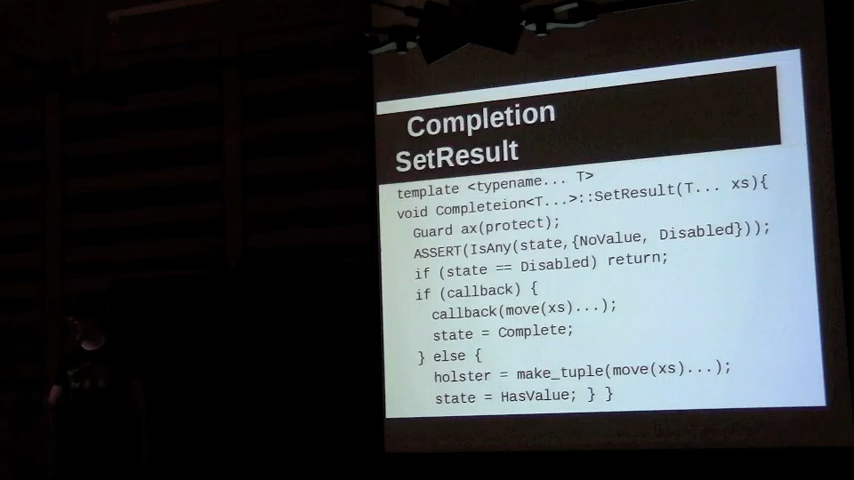 Completion
SetResult
template <typename... T>
void Completeion<T...>::SetResult(T... xs){
Guard ax(protect);
ASSERT(IsAny(state,{NoValue, Disabled}));
if (state == Disabled) return;
if (callback) {
callback(move(xs)...);
state = Complete;
} else {
holster = make_tuple(move(xs)...);
state = HasValue; } }